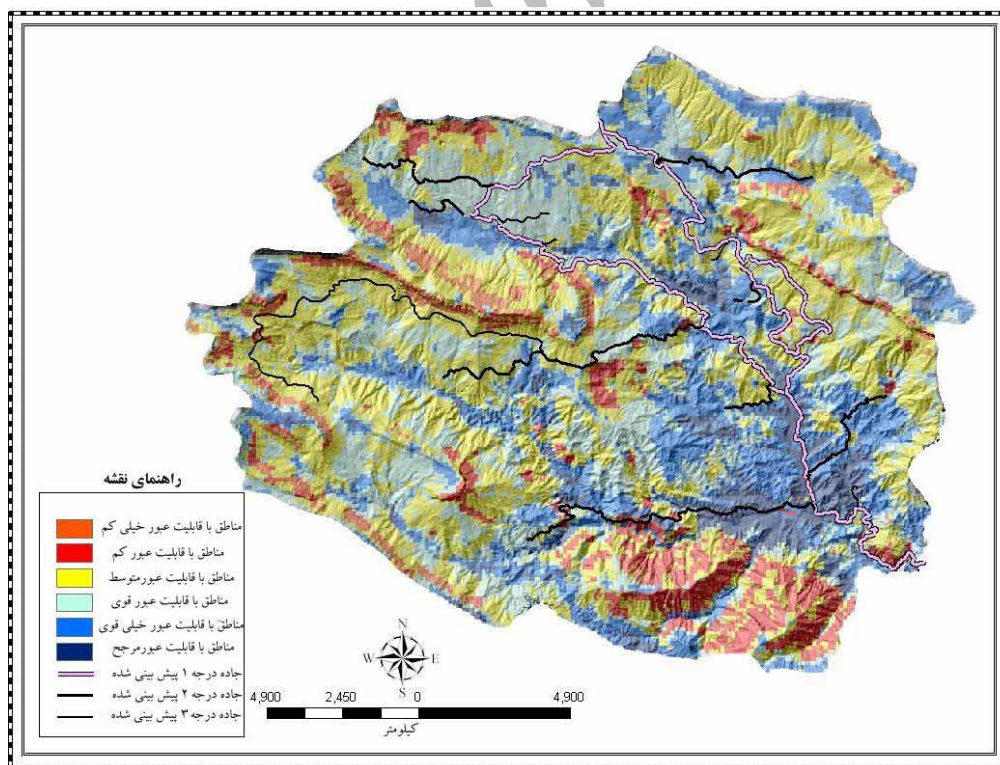 راهنمای نقشه
مناطق با قابلیت عبور خیلی کم
مناطق با قابلیت عبور کم
مناطق با قابلیت عبورمتوسط
مناطق با قابلیت عبور قوی
مناطق با قابلیت عبور خیلی قوی
مناطق با قابلیت عبورمرجح
جاده درجه ۱ پیش بینی شده
جاده درجه ۲ پیش بینی شده
جاده درجه ۳ پیش بینی شده
N
W E
S
4,900 2,450 0 4,900
کیلومتر